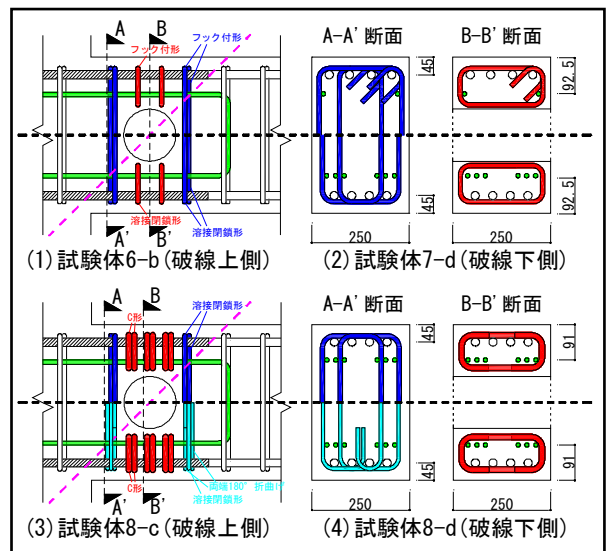 A B
フック付形 フック付形
A-A'断面 B-B'断面
45 92.5
45 92.5
溶接閉鎖形 溶接閉鎖形
A' B'
250 250
(1)試験体6-b(破線上側) (2)試験体7-d(破線下側)
A B
C形 溶接閉鎖形
A-A'断面 B-B'断面
45 91
45 91
C形 両端180°折曲げ
溶接閉鎖形
A' B'
250 250
(3)試験体8-c(破線上側) (4)試験体8-d(破線下側)